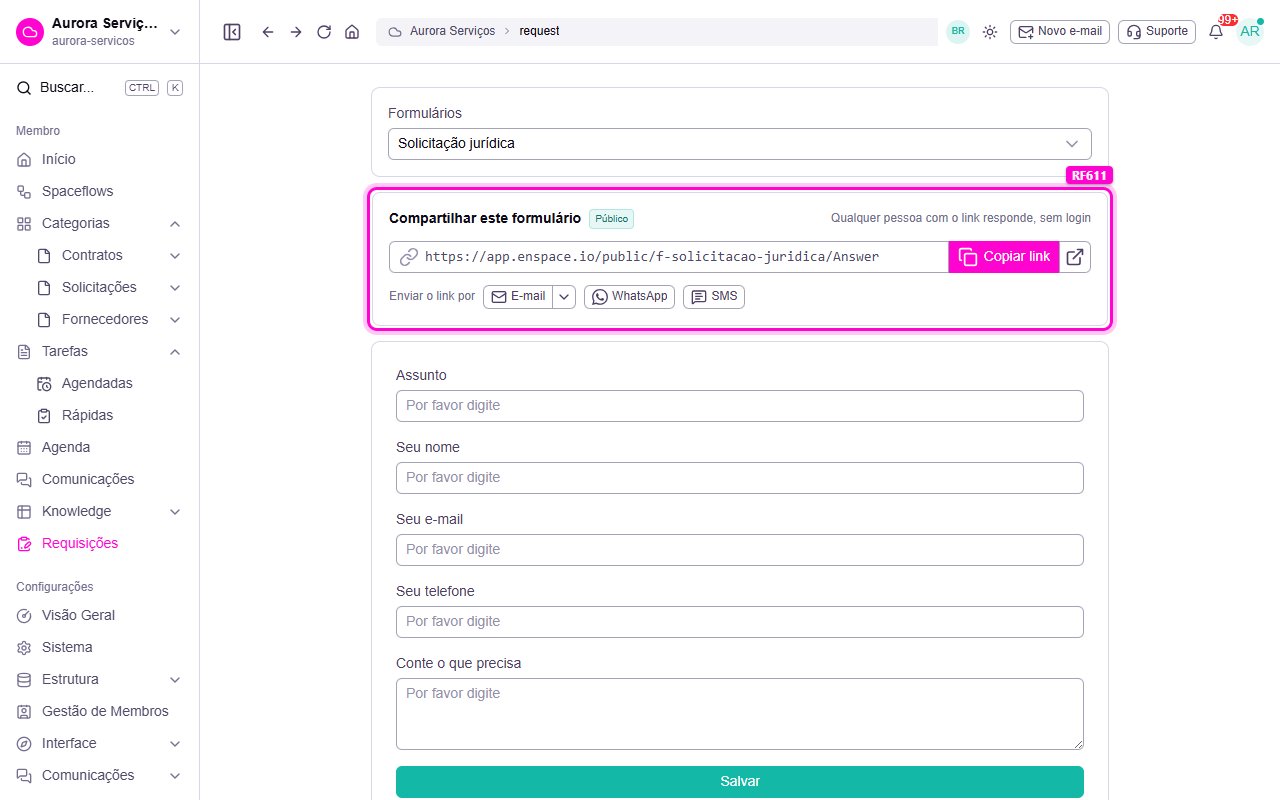 Aurora Serviç...
aurora-servicos
Aurora Serviços > request
BR
Novo e-mail
Suporte
99+
AR
Buscar...
CTRL K
Membro
Início
Spaceflows
Categorias
Contratos
Solicitações
Fornecedores
Tarefas
Agendadas
Rápidas
Agenda
Comunicações
Knowledge
Requisições
Configurações
Visão Geral
Sistema
Estrutura
Gestão de Membros
Interface
Comunicações
Formulários
Solicitação jurídica
RF611
Compartilhar este formulário Público Qualquer pessoa com o link responde, sem login
https://app.enspace.io/public/f-solicitacao-juridica/Answer Copiar link
Enviar o link por E-mail WhatsApp SMS
Assunto
Por favor digite
Seu nome
Por favor digite
Seu e-mail
Por favor digite
Seu telefone
Por favor digite
Conte o que precisa
Por favor digite
Salvar